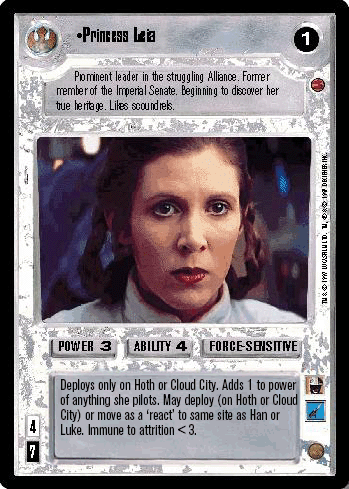 •Princess Leia
1
Prominent leader in the struggling Alliance. Former
member of the Imperial Senate. Beginning to discover her
true heritage. Likes scoundrels.
POWER 3 ABILITY 4 FORCE-SENSITIVE
Deploys only on Hoth or Cloud City. Adds 1 to power
of anything she pilots. May deploy (on Hoth or Cloud
City) or move as a 'react' to same site as Han or
Luke. Immune to attrition < 3.
4
7